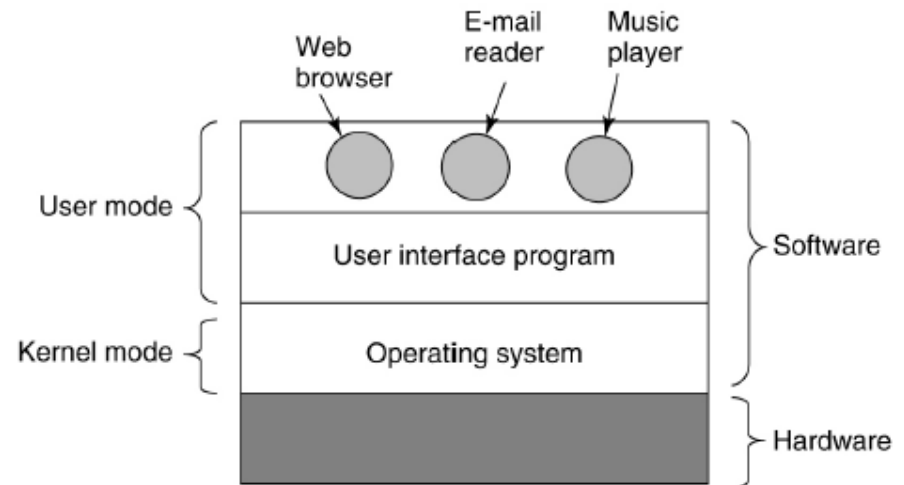 Web
browser
E-mail
reader
Music
player
User mode
User interface program
Software
Kernel mode
Operating system
Hardware